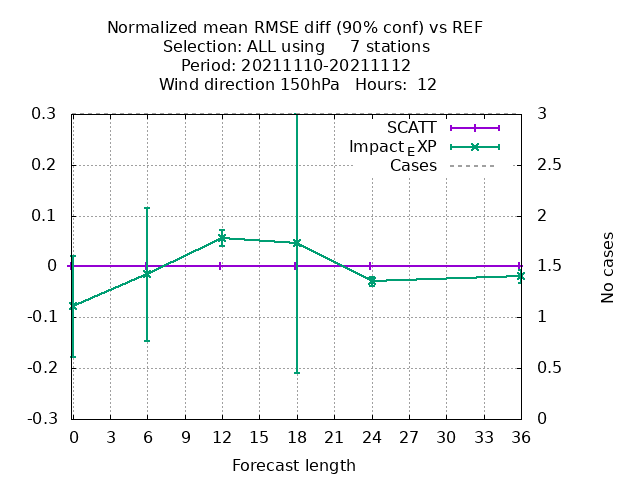 Normalized mean RMSE diff (90% conf) vs REF
Selection: ALL using     7 stations
Period: 20211110-20211112
Wind direction 150hPa   Hours:  12
SCATT
Impact_EXP
Cases
0.3
0.2
0.1
0
-0.1
-0.2
-0.3
3
2.5
2
1.5
1
0.5
0
No cases
0 3 6 9 12 15 18 21 24 27 30 33 36
Forecast length